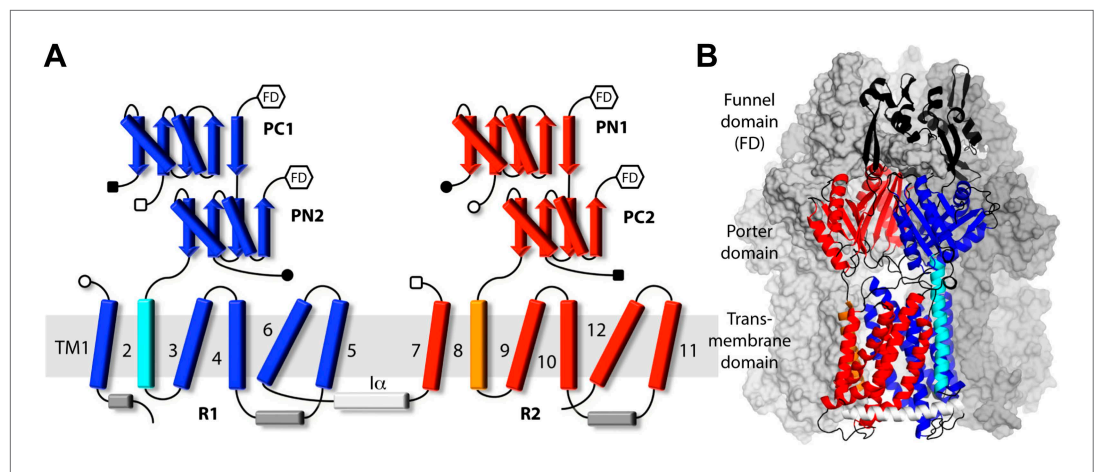 A
B
FD
PC1
FD
PN2
FD
PN1
FD
PC2
Funnel
domain
(FD)
Porter
domain
Trans-
membrane
domain
TM1
2
3
4
6
5
7
8
9
10
12
11
Iα
R1
R2